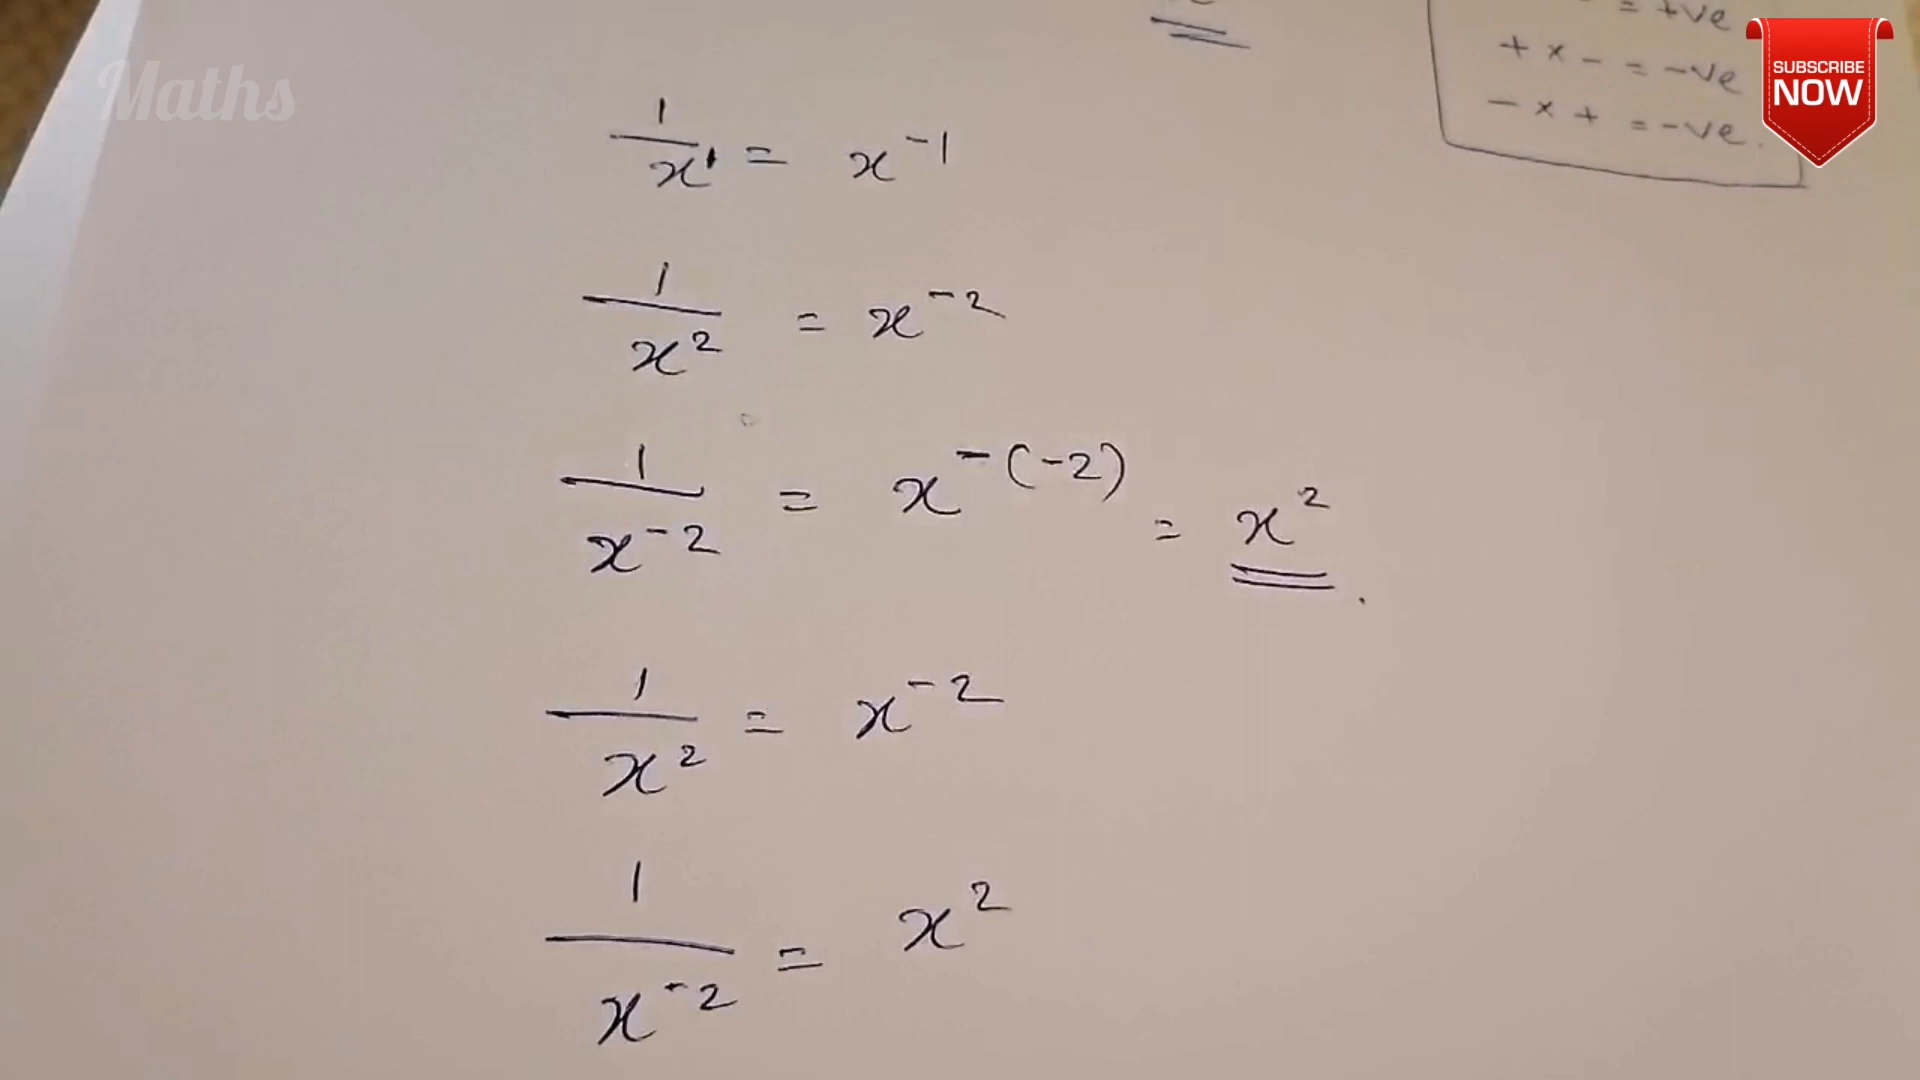 Maths
= +ve
+ × - = -ve
- × + = -ve.
SUBSCRIBE
NOW
1/x¹ = x⁻¹
1/x² = x⁻²
1/x⁻² = x⁻⁽⁻²⁾ = x².
1/x² = x⁻²
1/x⁻² = x²